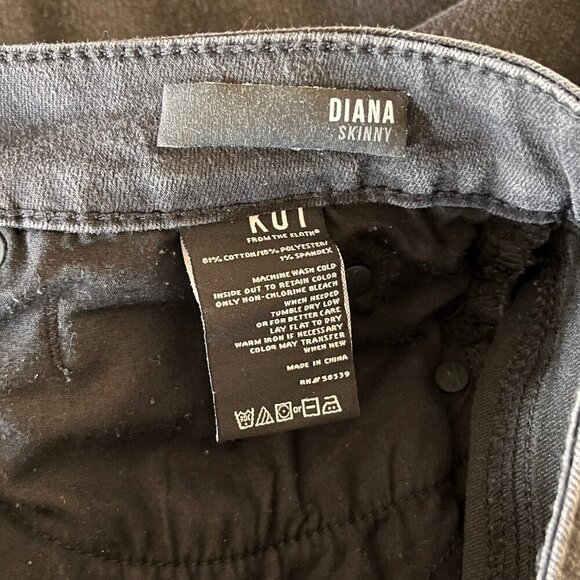 DIANA
SKINNY
KUT
FROM THE KLOTH®
81% COTTON/18% POLYESTER/
1% SPANDEX
MACHINE WASH COLD
INSIDE OUT TO RETAIN COLOR
ONLY NON-CHLORINE BLEACH
WHEN NEEDED
TUMBLE DRY LOW
OR FOR BETTER CARE
LAY FLAT TO DRY
WARM IRON IF NECESSARY
COLOR MAY TRANSFER
WHEN NEW
MADE IN CHINA
RN# 58539
or